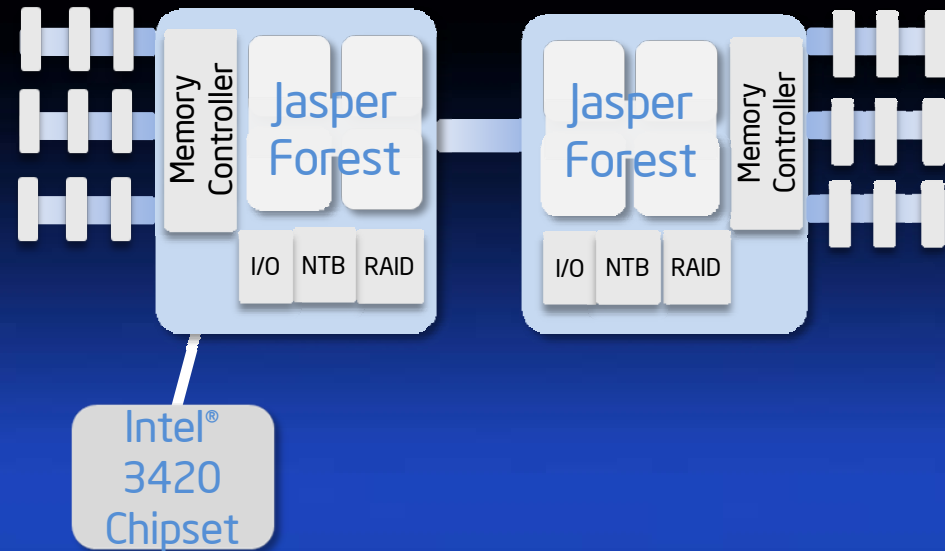 Memory
Controller
Jasper
Forest
I/O
NTB
RAID
Jasper
Forest
Memory
Controller
I/O
NTB
RAID
Intel®
3420
Chipset